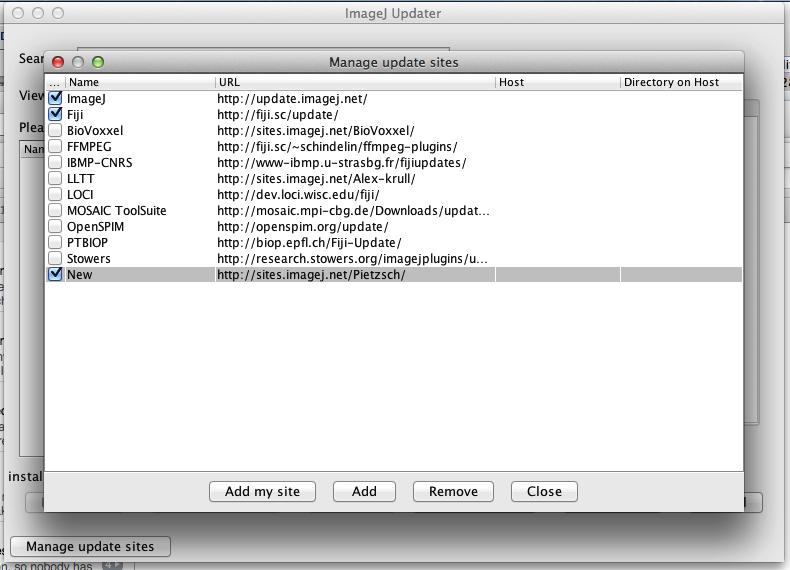 ImageJ Updater
Sear
Manage update sites
... Name URL Host Directory on Host
ImageJ http://update.imagej.net/
Fiji http://fiji.sc/update/
BioVoxxel http://sites.imagej.net/BioVoxxel/
FFMPEG http://fiji.sc/~schindelin/ffmpeg-plugins/
IBMP-CNRS http://www-ibmp.u-strasbg.fr/fijiupdates/
LLTT http://sites.imagej.net/Alex-krull/
LOCI http://dev.loci.wisc.edu/fiji/
MOSAIC ToolSuite http://mosaic.mpi-cbg.de/Downloads/updat...
OpenSPIM http://openspim.org/update/
PTBIOP http://biop.epfl.ch/Fiji-Update/
Stowers http://research.stowers.org/imagejplugins/u...
New http://sites.imagej.net/Pietzsch/
View
Plea
Nan
instal
Add my site Add Remove Close
Manage update sites
n, so nobody has 4